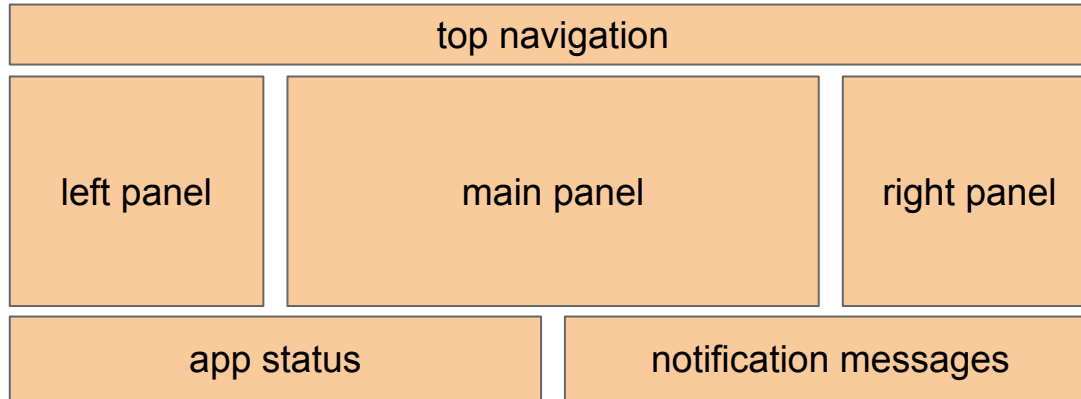 top navigation
left panel
main panel
right panel
app status
notification messages